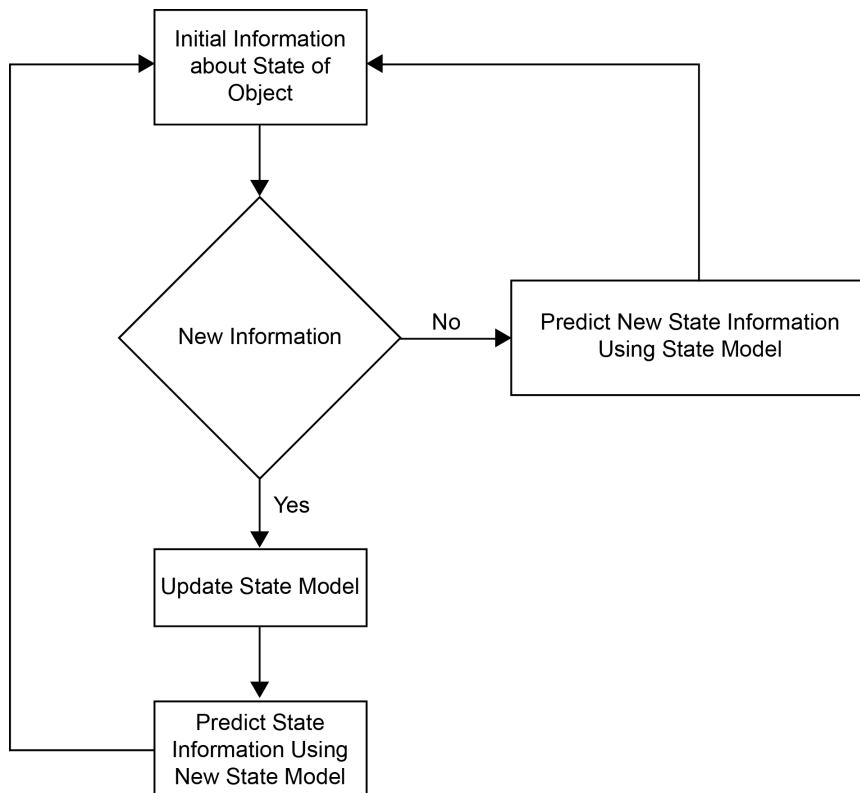 Initial Information
about State of
Object
New Information
No
Predict New State Information
Using State Model
Yes
Update State Model
Predict State
Information Using
New State Model